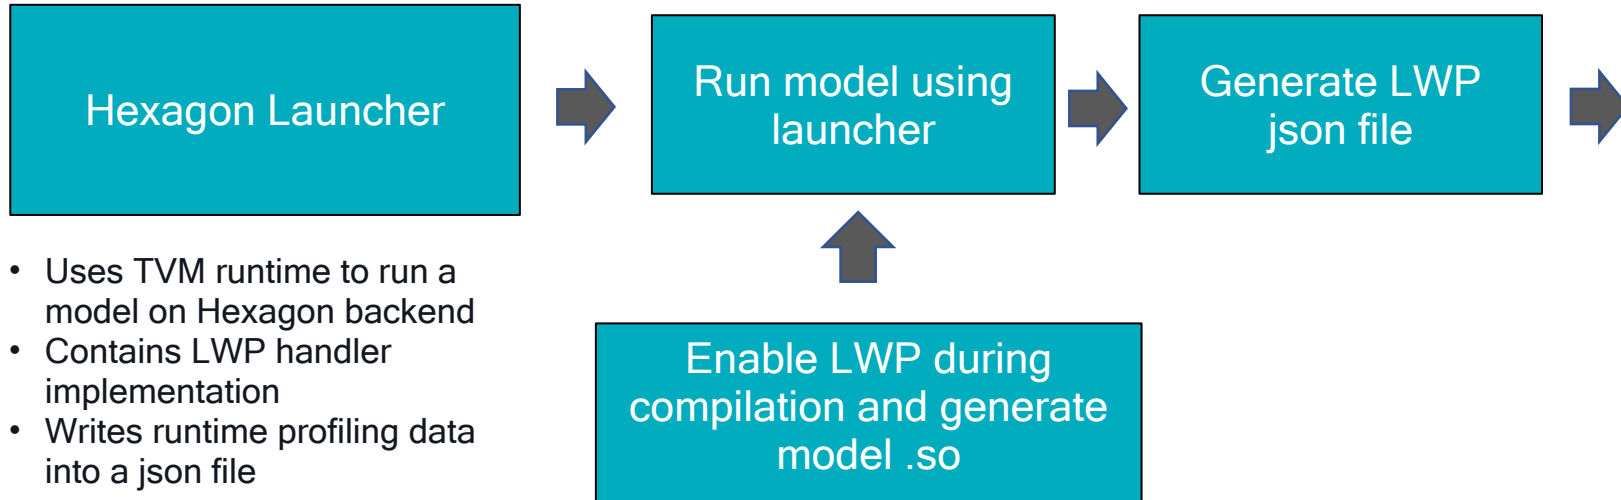 Hexagon Launcher
Run model using
launcher
Generate LWP
json file
• Uses TVM runtime to run a
model on Hexagon backend
• Contains LWP handler
implementation
• Writes runtime profiling data
into a json file
Enable LWP during
compilation and generate
model .so